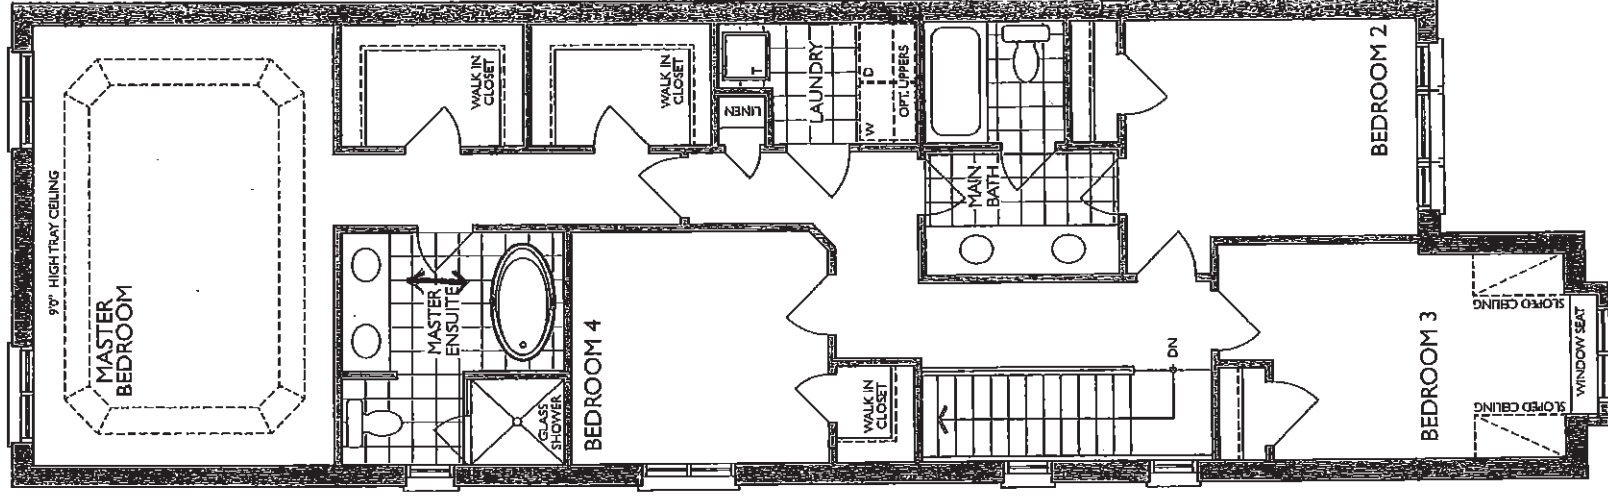 9'0" HIGH TRAY CEILING
MASTER
BEDROOM
WALK IN
CLOSET
WALK IN
CLOSET
T
LINEN
LAUNDRY
W
D
OPT. UPPERS
MAIN
BATH
BEDROOM 2
MASTER
ENSUITE
GLASS
SHOWER
BEDROOM 4
WALK IN
CLOSET
DN
BEDROOM 3
SLOPED CEILING
SLOPED CEILING
WINDOW SEAT